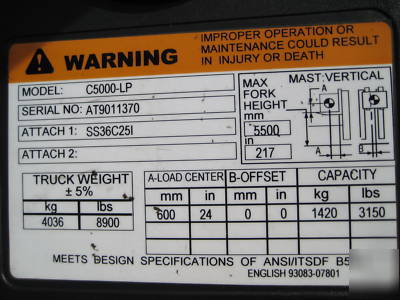 WARNING
IMPROPER OPERATION OR
MAINTENANCE COULD RESULT
IN INJURY OR DEATH
MODEL: C5000-LP
SERIAL NO: AT9011370
ATTACH 1: SS36C25I
ATTACH 2:
MAX
FORK
HEIGHT
mm
5500
in
217
MAST: VERTICAL
A
A
B
TRUCK WEIGHT
± 5%
kg lbs
4036 8900
A-LOAD CENTER B-OFFSET CAPACITY
mm in mm in kg lbs
600 24 0 0 1420 3150
MEETS DESIGN SPECIFICATIONS OF ANSI/ITSDF B5
ENGLISH 93083-07801